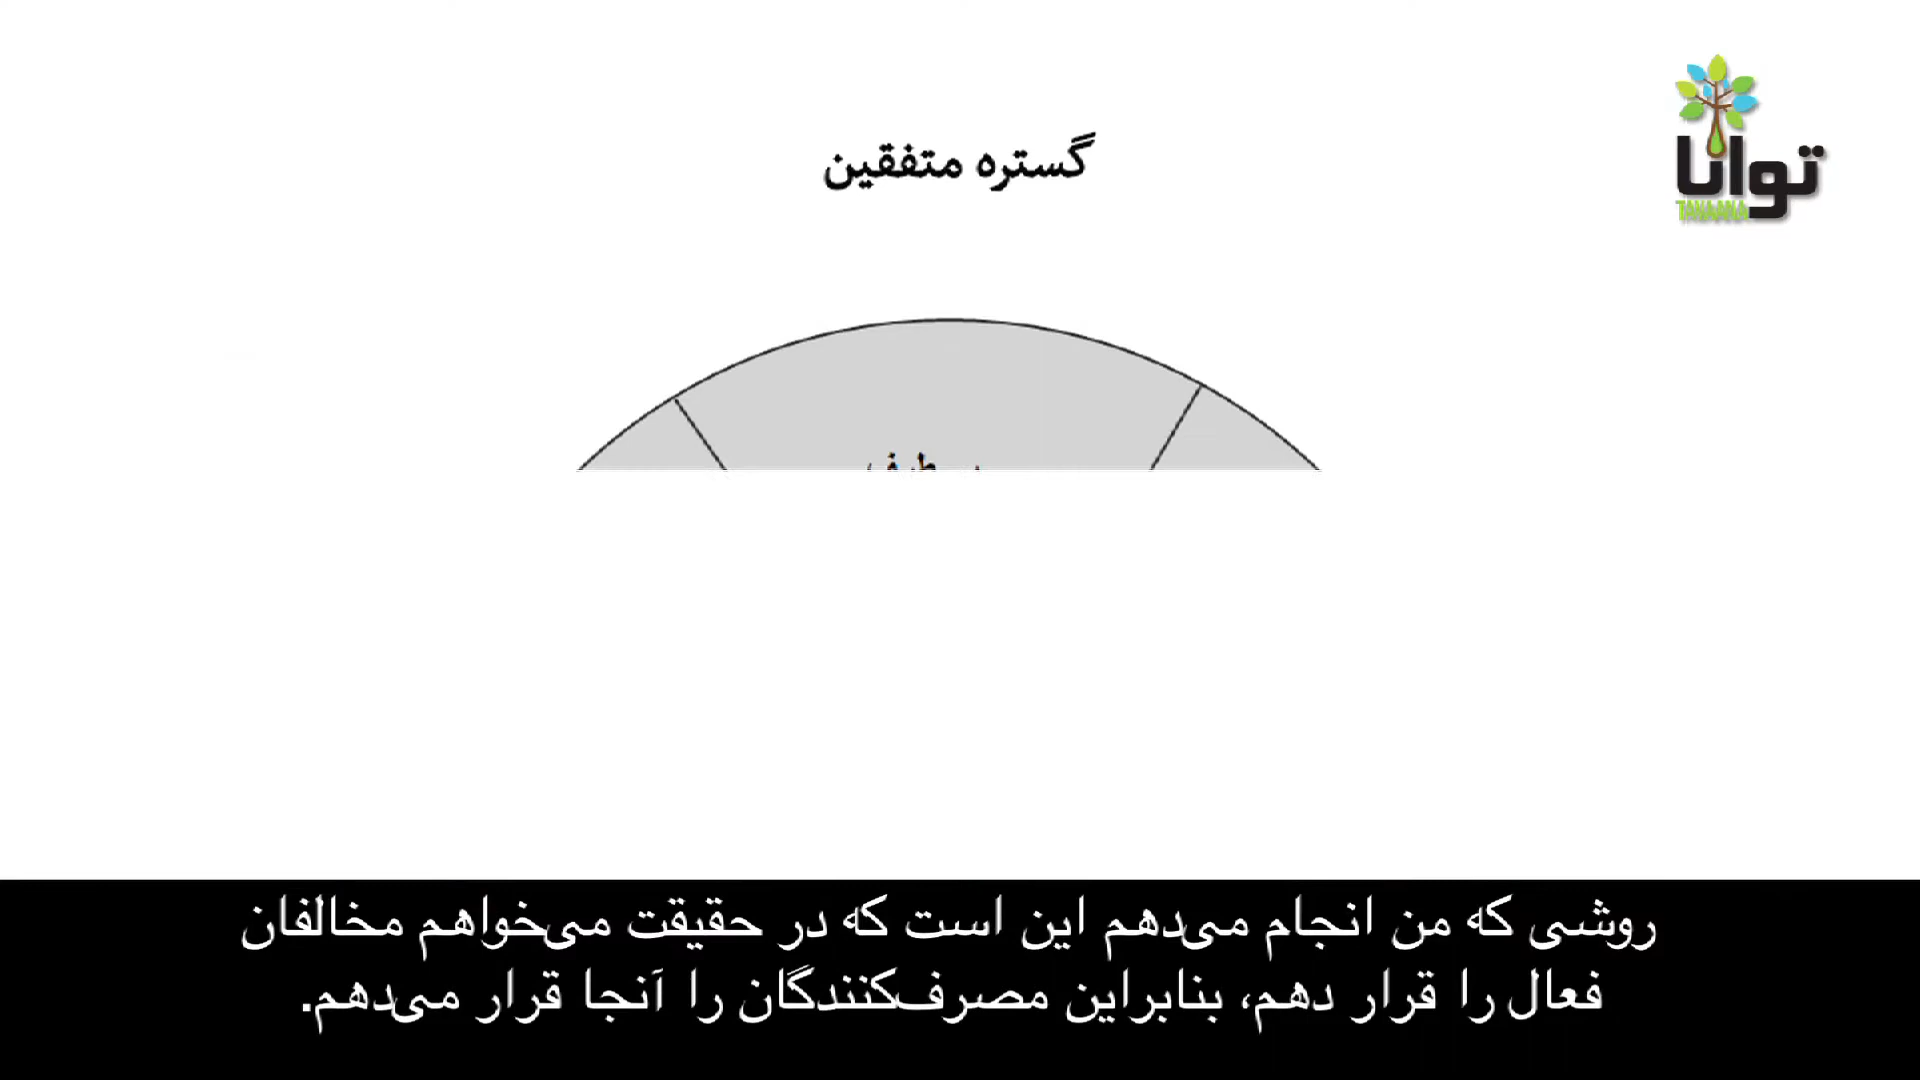 گستره متفقین
توانا
TAVAANA
روشی که من انجام می‌دهم این است که در حقیقت می‌خواهم مخالفان
فعال را قرار دهم، بنابراین مصرف‌کنندگان را آنجا قرار می‌دهم.